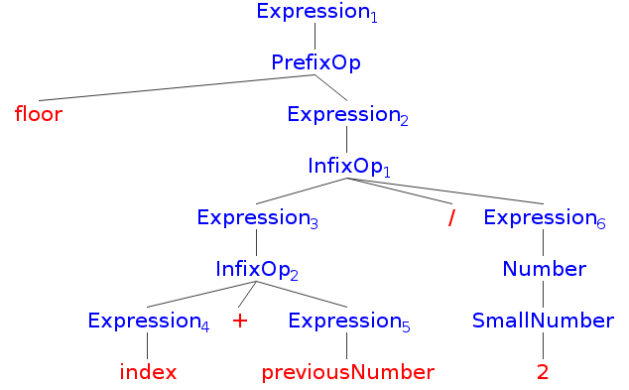 Expression₁
PrefixOp
floor Expression₂
InfixOp₁
Expression₃ / Expression₆
InfixOp₂ Number
Expression₄ + Expression₅ SmallNumber
index previousNumber 2